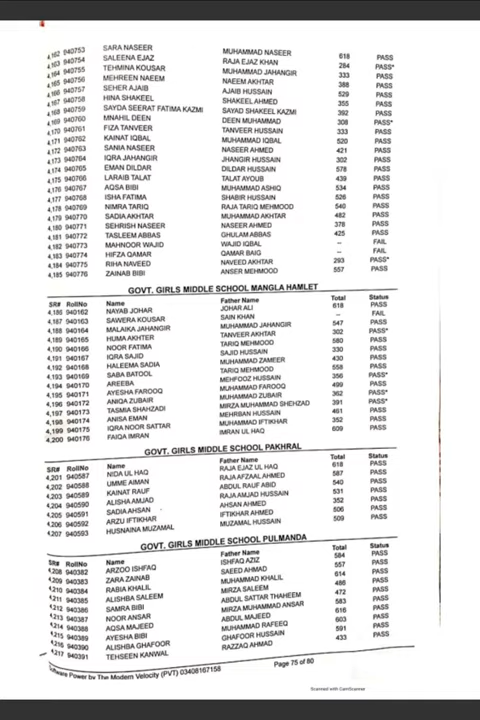 4,162 940753 SARA NASEER MUHAMMAD NASEER 618 PASS
4,163 940754 SALEENA EJAZ RAJA EJAZ KHAN 284 PASS*
4,164 940755 TEHMINA KOUSAR MUHAMMAD JAHANGIR 333 PASS
4,165 940756 MEHREEN NAEEM NAEEM AKHTAR 388 PASS
4,166 940757 SEHER AJAIB AJAIB HUSSAIN 529 PASS
4,167 940758 HINA SHAKEEL SHAKEEL AHMED 355 PASS
4,168 940759 SAYDA SEERAT FATIMA KAZMI SAYAD SHAKEEL KAZMI 392 PASS
4,169 940760 MNAHIL DEEN DEEN MUHAMMAD 308 PASS*
4,170 940761 FIZA TANVEER TANVEER HUSSAIN 333 PASS
4,171 940762 KAINAT IQBAL MUHAMMAD IQBAL 520 PASS
4,172 940763 SANIA NASEER NASEER AHMED 421 PASS
4,173 940764 IQRA JAHANGIR JHANGIR HUSSAIN 302 PASS
4,174 940765 EMAN DILDAR DILDAR HUSSAIN 578 PASS
4,175 940766 LARAIB TALAT TALAT AYOUB 439 PASS
4,176 940767 AQSA BIBI MUHAMMAD ASHIQ 534 PASS
4,177 940768 ISHA FATIMA SHABIR HUSSAIN 526 PASS
4,178 940769 NIMRA TARIQ RAJA TARIQ MEHMOOD 540 PASS
4,179 940770 SADIA AKHTAR MUHAMMAD AKHTAR 482 PASS
4,180 940771 SEHRISH NASEER NASEER AHMED 378 PASS
4,181 940772 TASLEEM ABBAS GHULAM ABBAS 425 PASS
4,182 940773 MAHNOOR WAJID WAJID IQBAL – FAIL
4,183 940774 HIFZA QAMAR QAMAR BAIG – FAIL
4,184 940775 RIHA NAVEED NAVEED AKHTAR 293 PASS*
4,185 940776 ZAINAB BIBI ANSER MEHMOOD 557 PASS
GOVT. GIRLS MIDDLE SCHOOL MANGLA HAMLET
SR# RollNo Name Father Name Total Status
4,186 940162 NAYAB JOHAR JOHAR ALI 618 PASS
4,187 940163 SAWERA KOUSAR SAIN KHAN – FAIL
4,188 940164 MALAIKA JAHANGIR MUHAMMAD JAHANGIR 547 PASS
4,189 940165 HUMA AKHTER TANVEER AKHTAR 302 PASS*
4,190 940166 NOOR FATIMA TARIQ MEHMOOD 580 PASS
4,191 940167 IQRA SAJID SAJID HUSSAIN 330 PASS
4,192 940168 HALEEMA SADIA MUHAMMAD ZAMEER 430 PASS
4,193 940169 SABA BATOOL TARIQ MEHMOOD 558 PASS
4,194 940170 AREEBA MEHFOOZ HUSSAIN 356 PASS*
4,195 940171 AYESHA FAROOQ MUHAMMAD FAROOQ 499 PASS
4,196 940172 ANIQA ZUBAIR MUHAMMAD ZUBAIR 362 PASS*
4,197 940173 TASMIA SHAHZADI MIRZA MUHAMMAD SHEHZAD 391 PASS*
4,198 940174 ANISA EMAN MEHRBAN HUSSAIN 461 PASS
4,199 940175 IQRA NOOR SATTAR MUHAMMAD IFTIKHAR 352 PASS
4,200 940176 FAIQA IMRAN IMRAN UL HAQ 609 PASS
GOVT. GIRLS MIDDLE SCHOOL PAKHRAL
SR# RollNo Name Father Name Total Status
4,201 940587 NIDA UL HAQ RAJA EJAZ UL HAQ 618 PASS
4,202 940588 UMME AIMAN RAJA AFZAAL AHMED 587 PASS
4,203 940589 KAINAT RAUF ABDUL RAUF ABID 540 PASS
4,204 940590 ALISHA AMJAD RAJA AMJAD HUSSAIN 531 PASS
4,205 940591 SADIA AHSAN AHSAN AHMED 352 PASS
4,206 940592 ARZU IFTIKHAR IFTIKHAR AHMED 506 PASS
4,207 940593 HUSNAINA MUZAMAL MUZAMAL HUSSAIN 509 PASS
GOVT. GIRLS MIDDLE SCHOOL PULMANDA
SR# RollNo Name Father Name Total Status
4,208 940382 ARZOO ISHFAQ ISHFAQ AZIZ 584 PASS
4,209 940383 ZARA ZAINAB SAEED AHMAD 557 PASS
4,210 940384 RABIA KHALIL MUHAMMAD KHALIL 614 PASS
4,211 940385 ALISHBA SALEEM MIRZA SALEEM 486 PASS
4,212 940386 SAMRA BIBI ABDUL SATTAR THAHEEM 472 PASS
4,213 940387 NOOR ANSAR MIRZA MUHAMMAD ANSAR 583 PASS
4,214 940388 AQSA MAJEED ABDUL MAJEED 616 PASS
4,215 940389 AYESHA BIBI MUHAMMAD RAFEEQ 603 PASS
4,216 940390 ALISHBA GHAFOOR GHAFOOR HUSSAIN 591 PASS
4,217 940391 TEHSEEN KANWAL RAZZAQ AHMAD 433 PASS
Power by The Modern Velocity (PVT) 03408167158 Page 75 of 80
Scanned with CamScanner